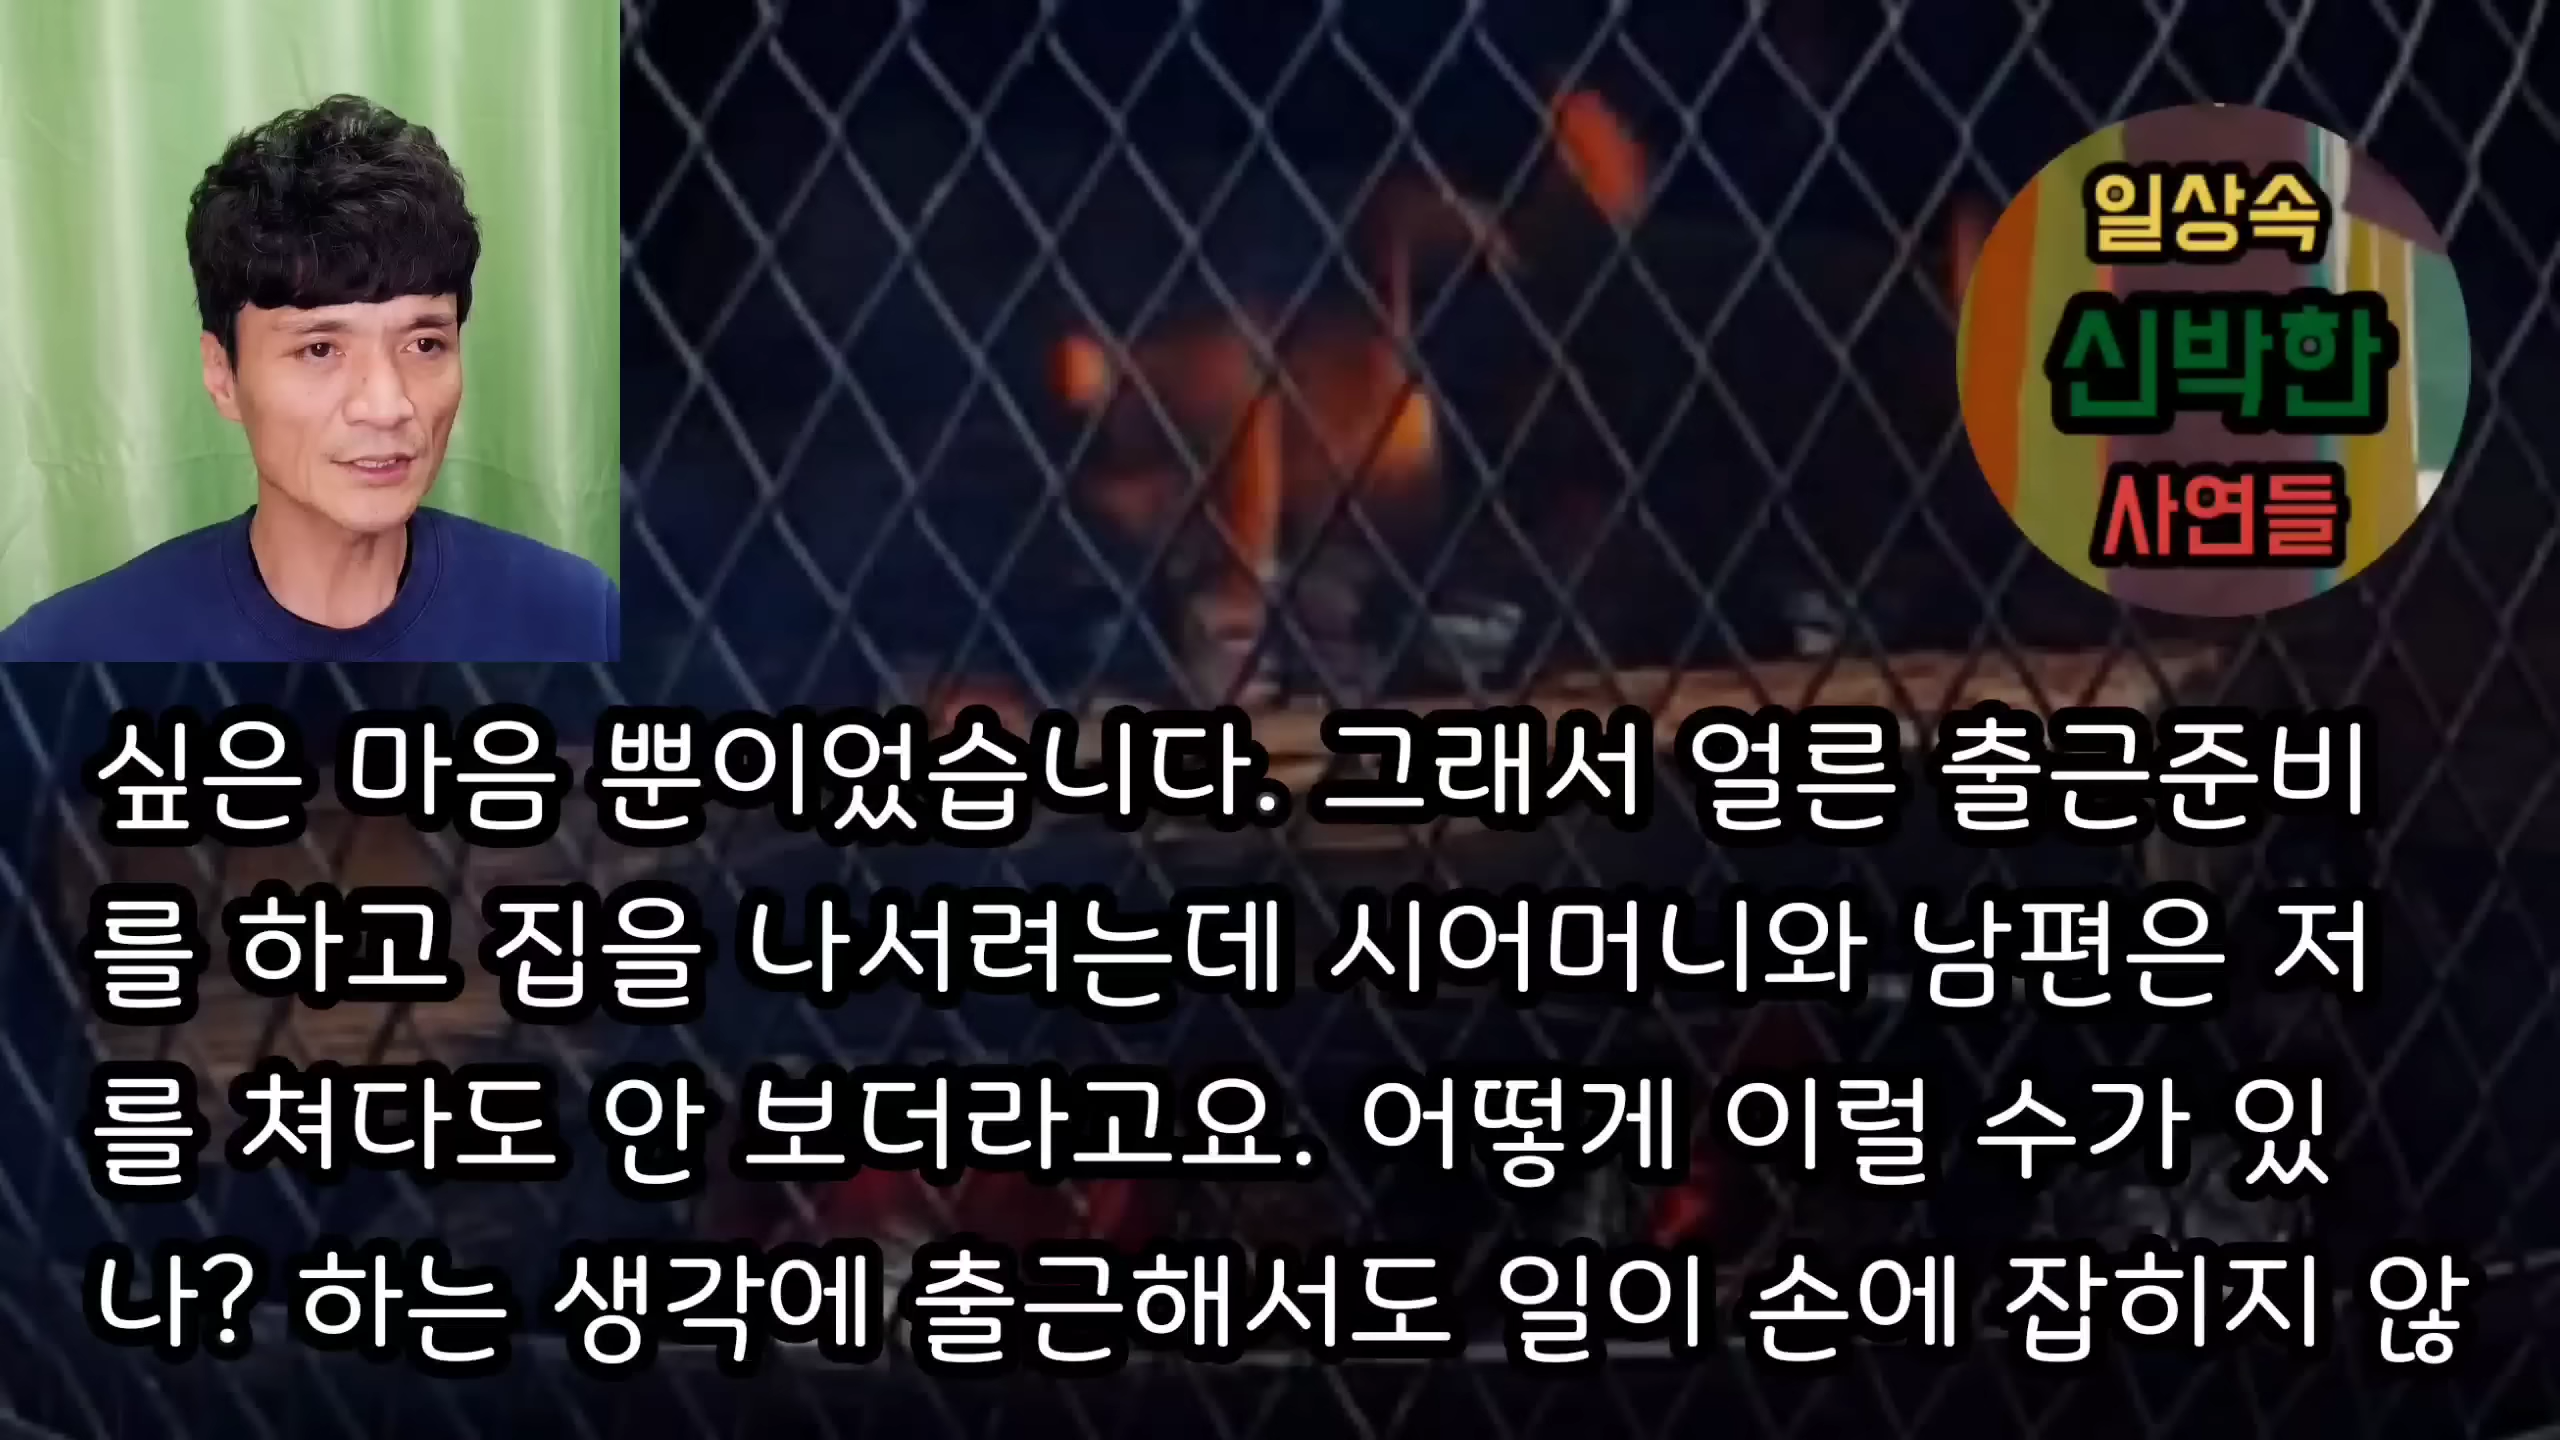 일상속
신박한
사연들
싶은 마음 뿐이었습니다. 그래서 얼른 출근준비
를 하고 집을 나서려는데 시어머니와 남편은 저
를 쳐다도 안 보더라고요. 어떻게 이럴 수가 있
나? 하는 생각에 출근해서도 일이 손에 잡히지 않